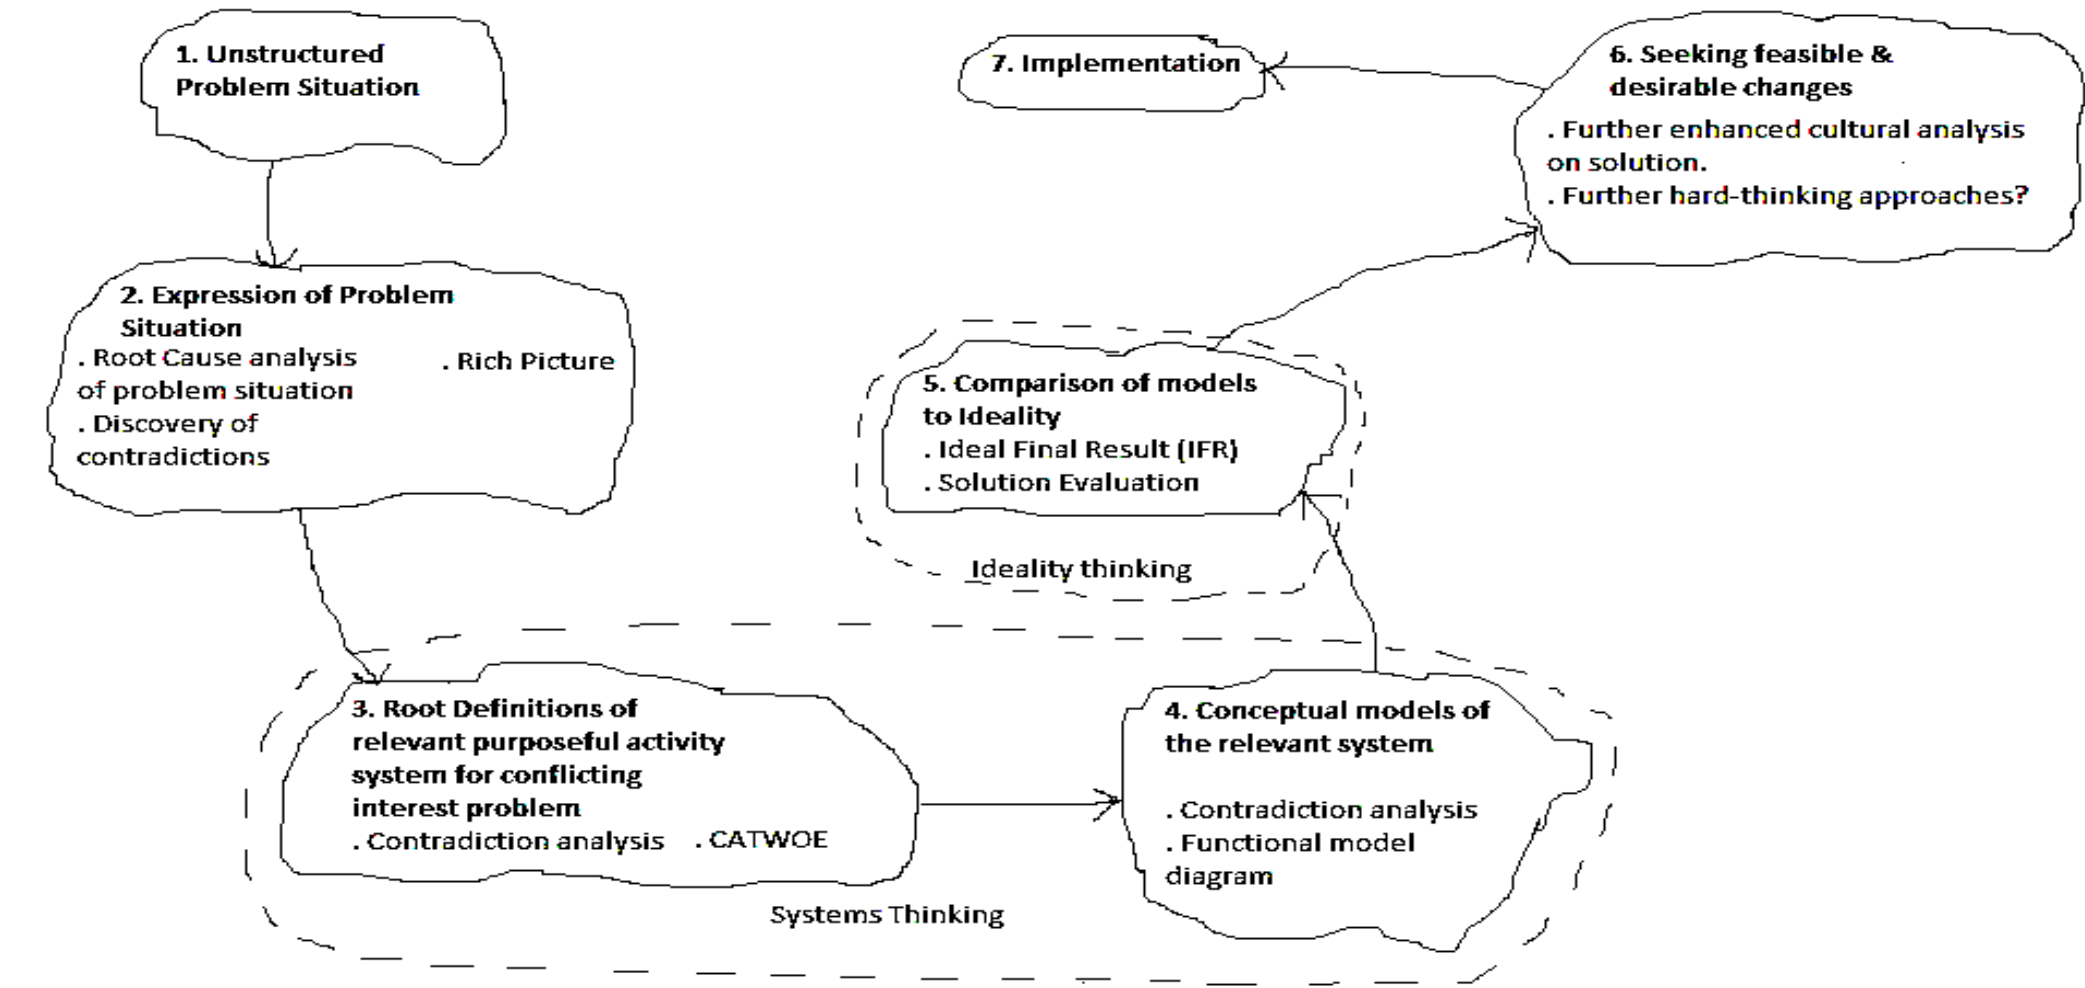 1. Unstructured
Problem Situation
2. Expression of Problem
Situation
. Root Cause analysis
of problem situation
. Discovery of
contradictions
. Rich Picture
3. Root Definitions of
relevant purposeful activity
system for conflicting
interest problem
. Contradiction analysis . CATWOE
Systems Thinking
4. Conceptual models of
the relevant system
. Contradiction analysis
. Functional model
diagram
5. Comparison of models
to Ideality
. Ideal Final Result (IFR)
. Solution Evaluation
Ideality thinking
6. Seeking feasible &
desirable changes
. Further enhanced cultural analysis
on solution.
. Further hard-thinking approaches?
7. Implementation